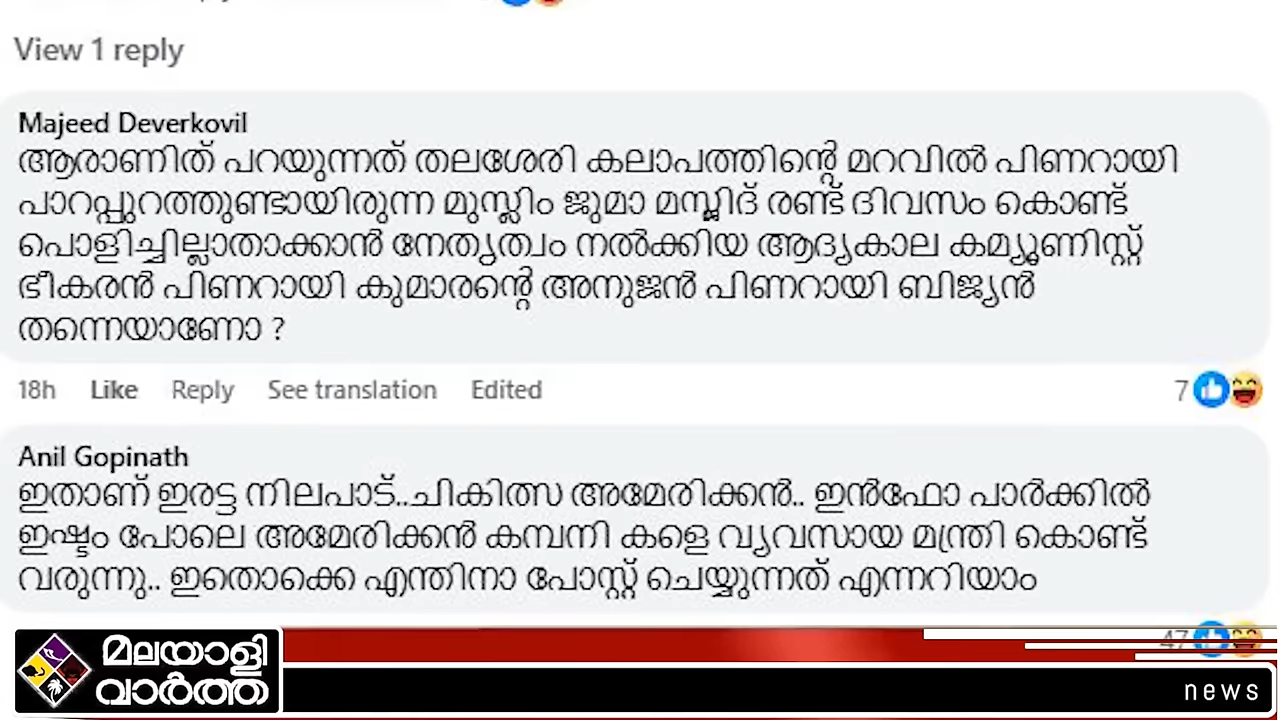 View 1 reply
Majeed Deverkovil
ആരാണിത് പറയുന്നത് തലശേരി കലാപത്തിന്റെ മറവിൽ പിണറായി
പാറപ്പുറത്തുണ്ടായിരുന്ന മുസ്ലിം ജുമാ മസ്ജിദ് രണ്ട് ദിവസം കൊണ്ട്
പൊളിച്ചില്ലാതാക്കാൻ നേതൃത്വം നൽക്കിയ ആദ്യകാല കമ്യൂണിസ്റ്റ്
ഭീകരൻ പിണറായി കുമാരന്റെ അനുജൻ പിണറായി ബിജ്യൻ
തന്നെയാണോ ?
18h Like Reply See translation Edited 7
Anil Gopinath
ഇതാണ് ഇരട്ട നിലപാട്..ചികിത്സ അമേരിക്കൻ.. ഇൻഫോ പാർക്കിൽ
ഇഷ്ടം പോലെ അമേരിക്കൻ കമ്പനി കളെ വ്യവസായ മന്ത്രി കൊണ്ട്
വരുന്നു.. ഇതൊക്കെ എന്തിനാ പോസ്റ്റ് ചെയ്യുന്നത് എന്നറിയാം
47
മലയാളി
വാർത്ത
news